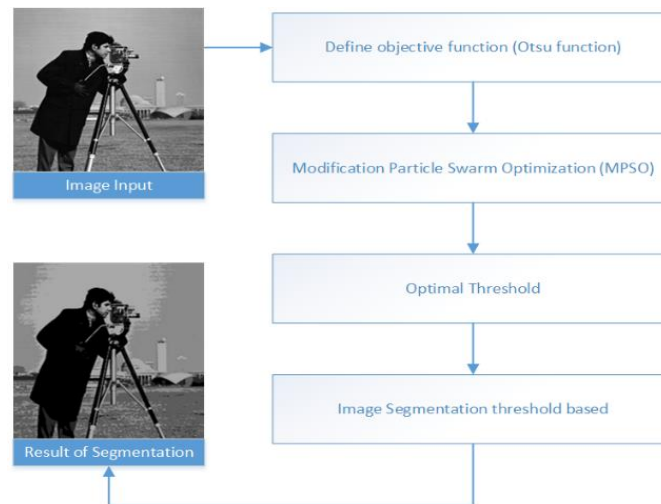 Define objective function (Otsu function)
Image Input
Modification Particle Swarm Optimization (MPSO)
Optimal Threshold
Image Segmentation threshold based
Result of Segmentation